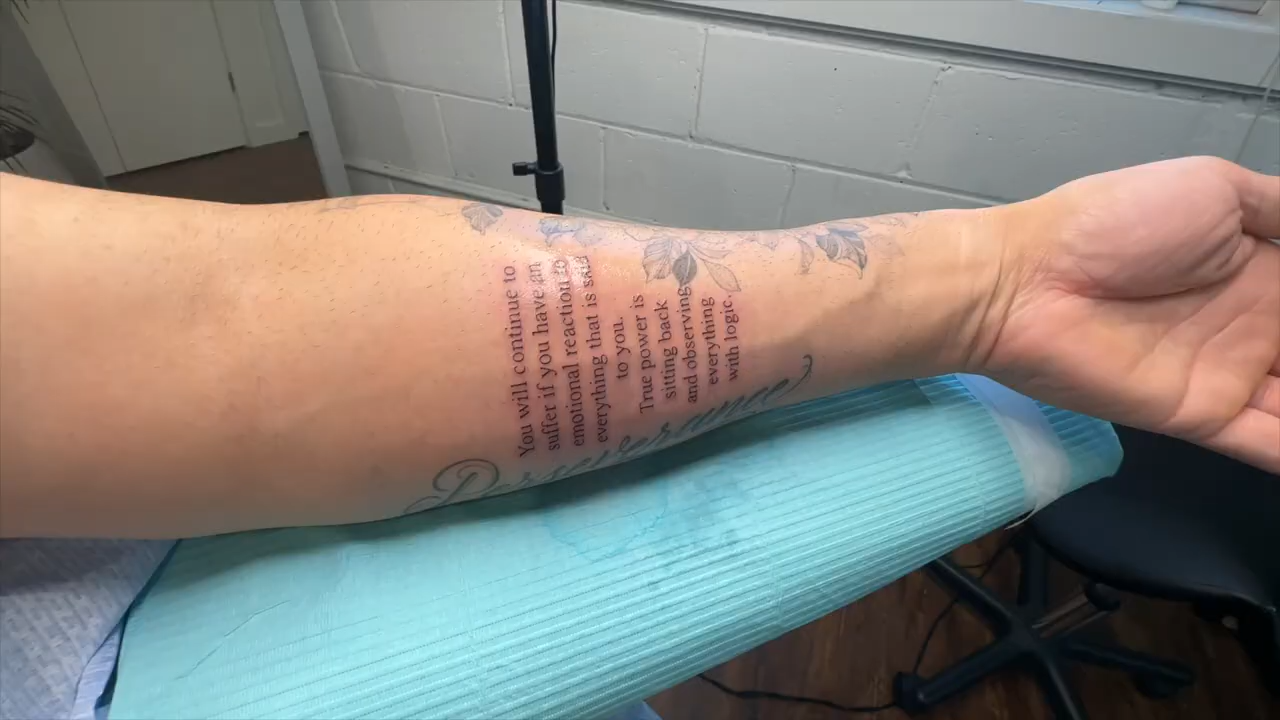 You will continue to
suffer if you have an
emotional reaction to
everything that is said
to you.
True power is
sitting back
and observing
everything
with logic.
Perseverance